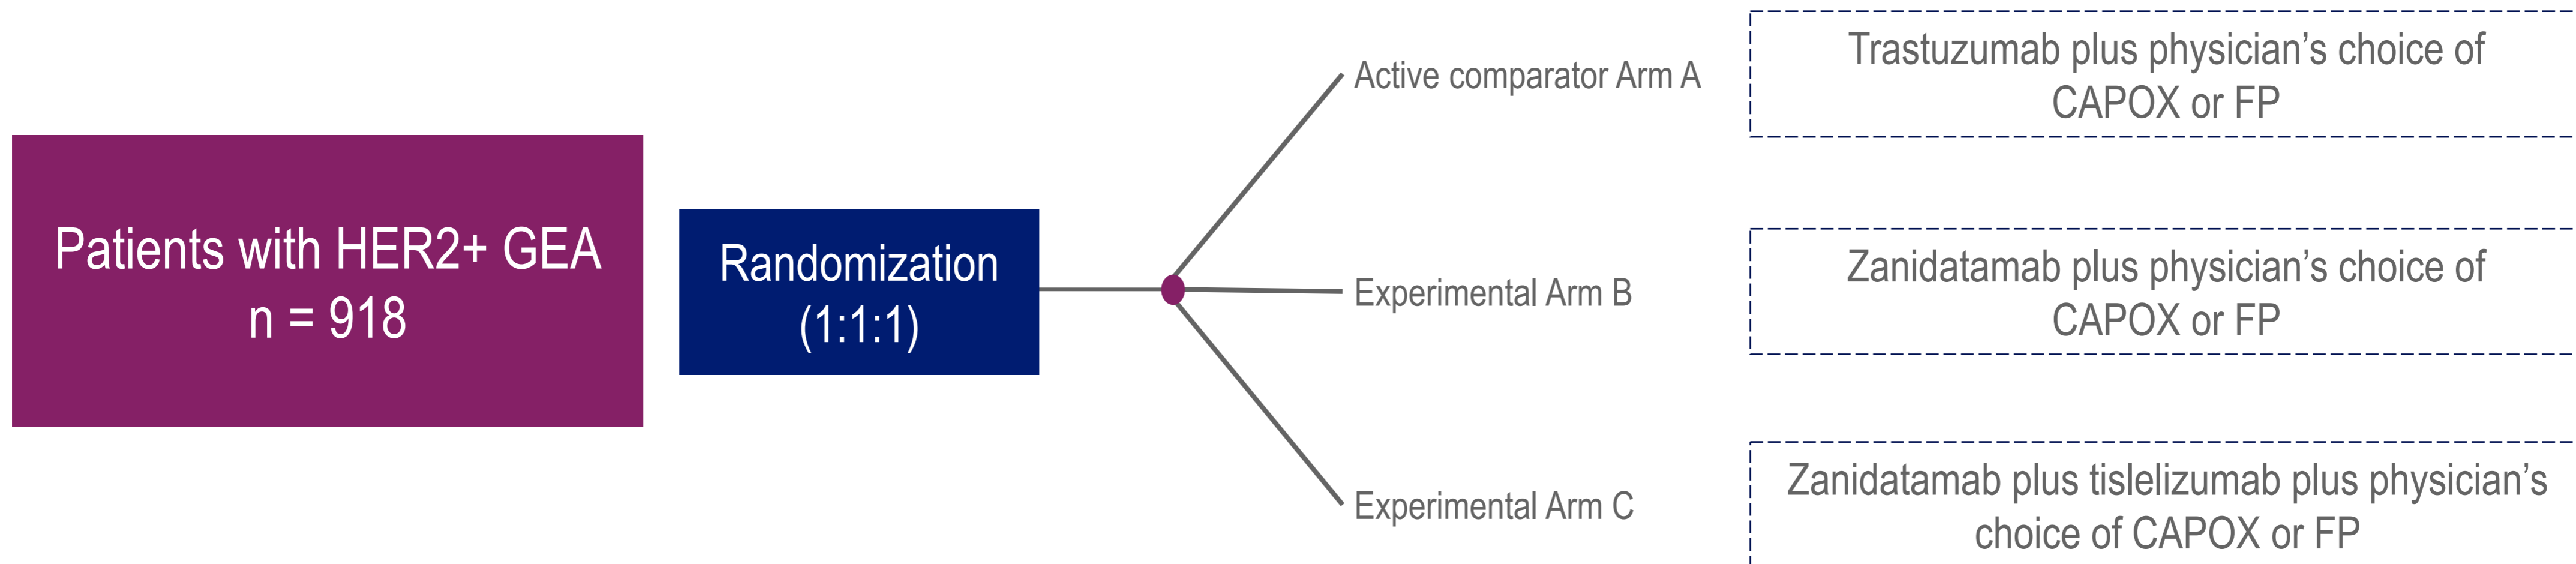 Patients with HER2+ GEA
n = 918
Randomization
(1:1:1)
Active comparator Arm A
Trastuzumab plus physician’s choice of
CAPOX or FP
Experimental Arm B
Zanidatamab plus physician’s choice of
CAPOX or FP
Experimental Arm C
Zanidatamab plus tislelizumab plus physician’s
choice of CAPOX or FP